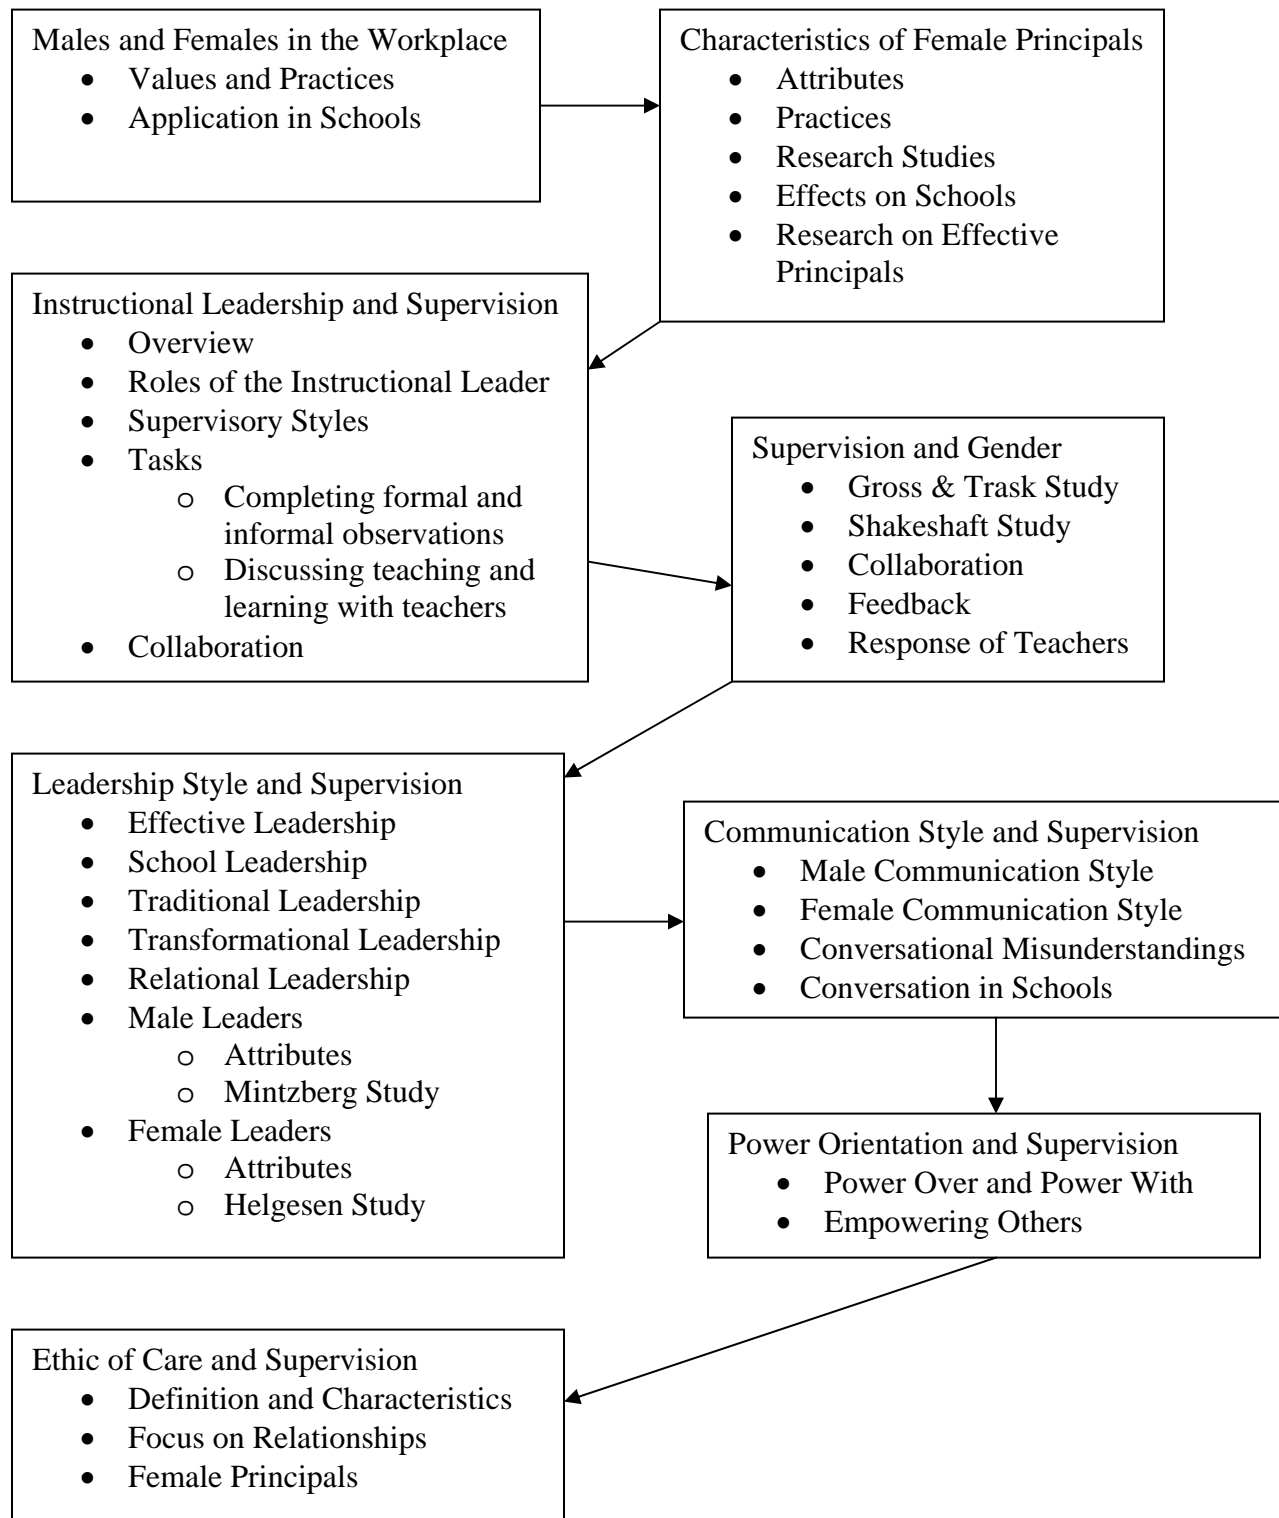 Males and Females in the Workplace
• Values and Practices
• Application in Schools
Characteristics of Female Principals
• Attributes
• Practices
• Research Studies
• Effects on Schools
• Research on Effective
Principals
Instructional Leadership and Supervision
• Overview
• Roles of the Instructional Leader
• Supervisory Styles
• Tasks
o Completing formal and
informal observations
o Discussing teaching and
learning with teachers
• Collaboration
Supervision and Gender
• Gross & Trask Study
• Shakeshaft Study
• Collaboration
• Feedback
• Response of Teachers
Leadership Style and Supervision
• Effective Leadership
• School Leadership
• Traditional Leadership
• Transformational Leadership
• Relational Leadership
• Male Leaders
o Attributes
o Mintzberg Study
• Female Leaders
o Attributes
o Helgesen Study
Communication Style and Supervision
• Male Communication Style
• Female Communication Style
• Conversational Misunderstandings
• Conversation in Schools
Power Orientation and Supervision
• Power Over and Power With
• Empowering Others
Ethic of Care and Supervision
• Definition and Characteristics
• Focus on Relationships
• Female Principals